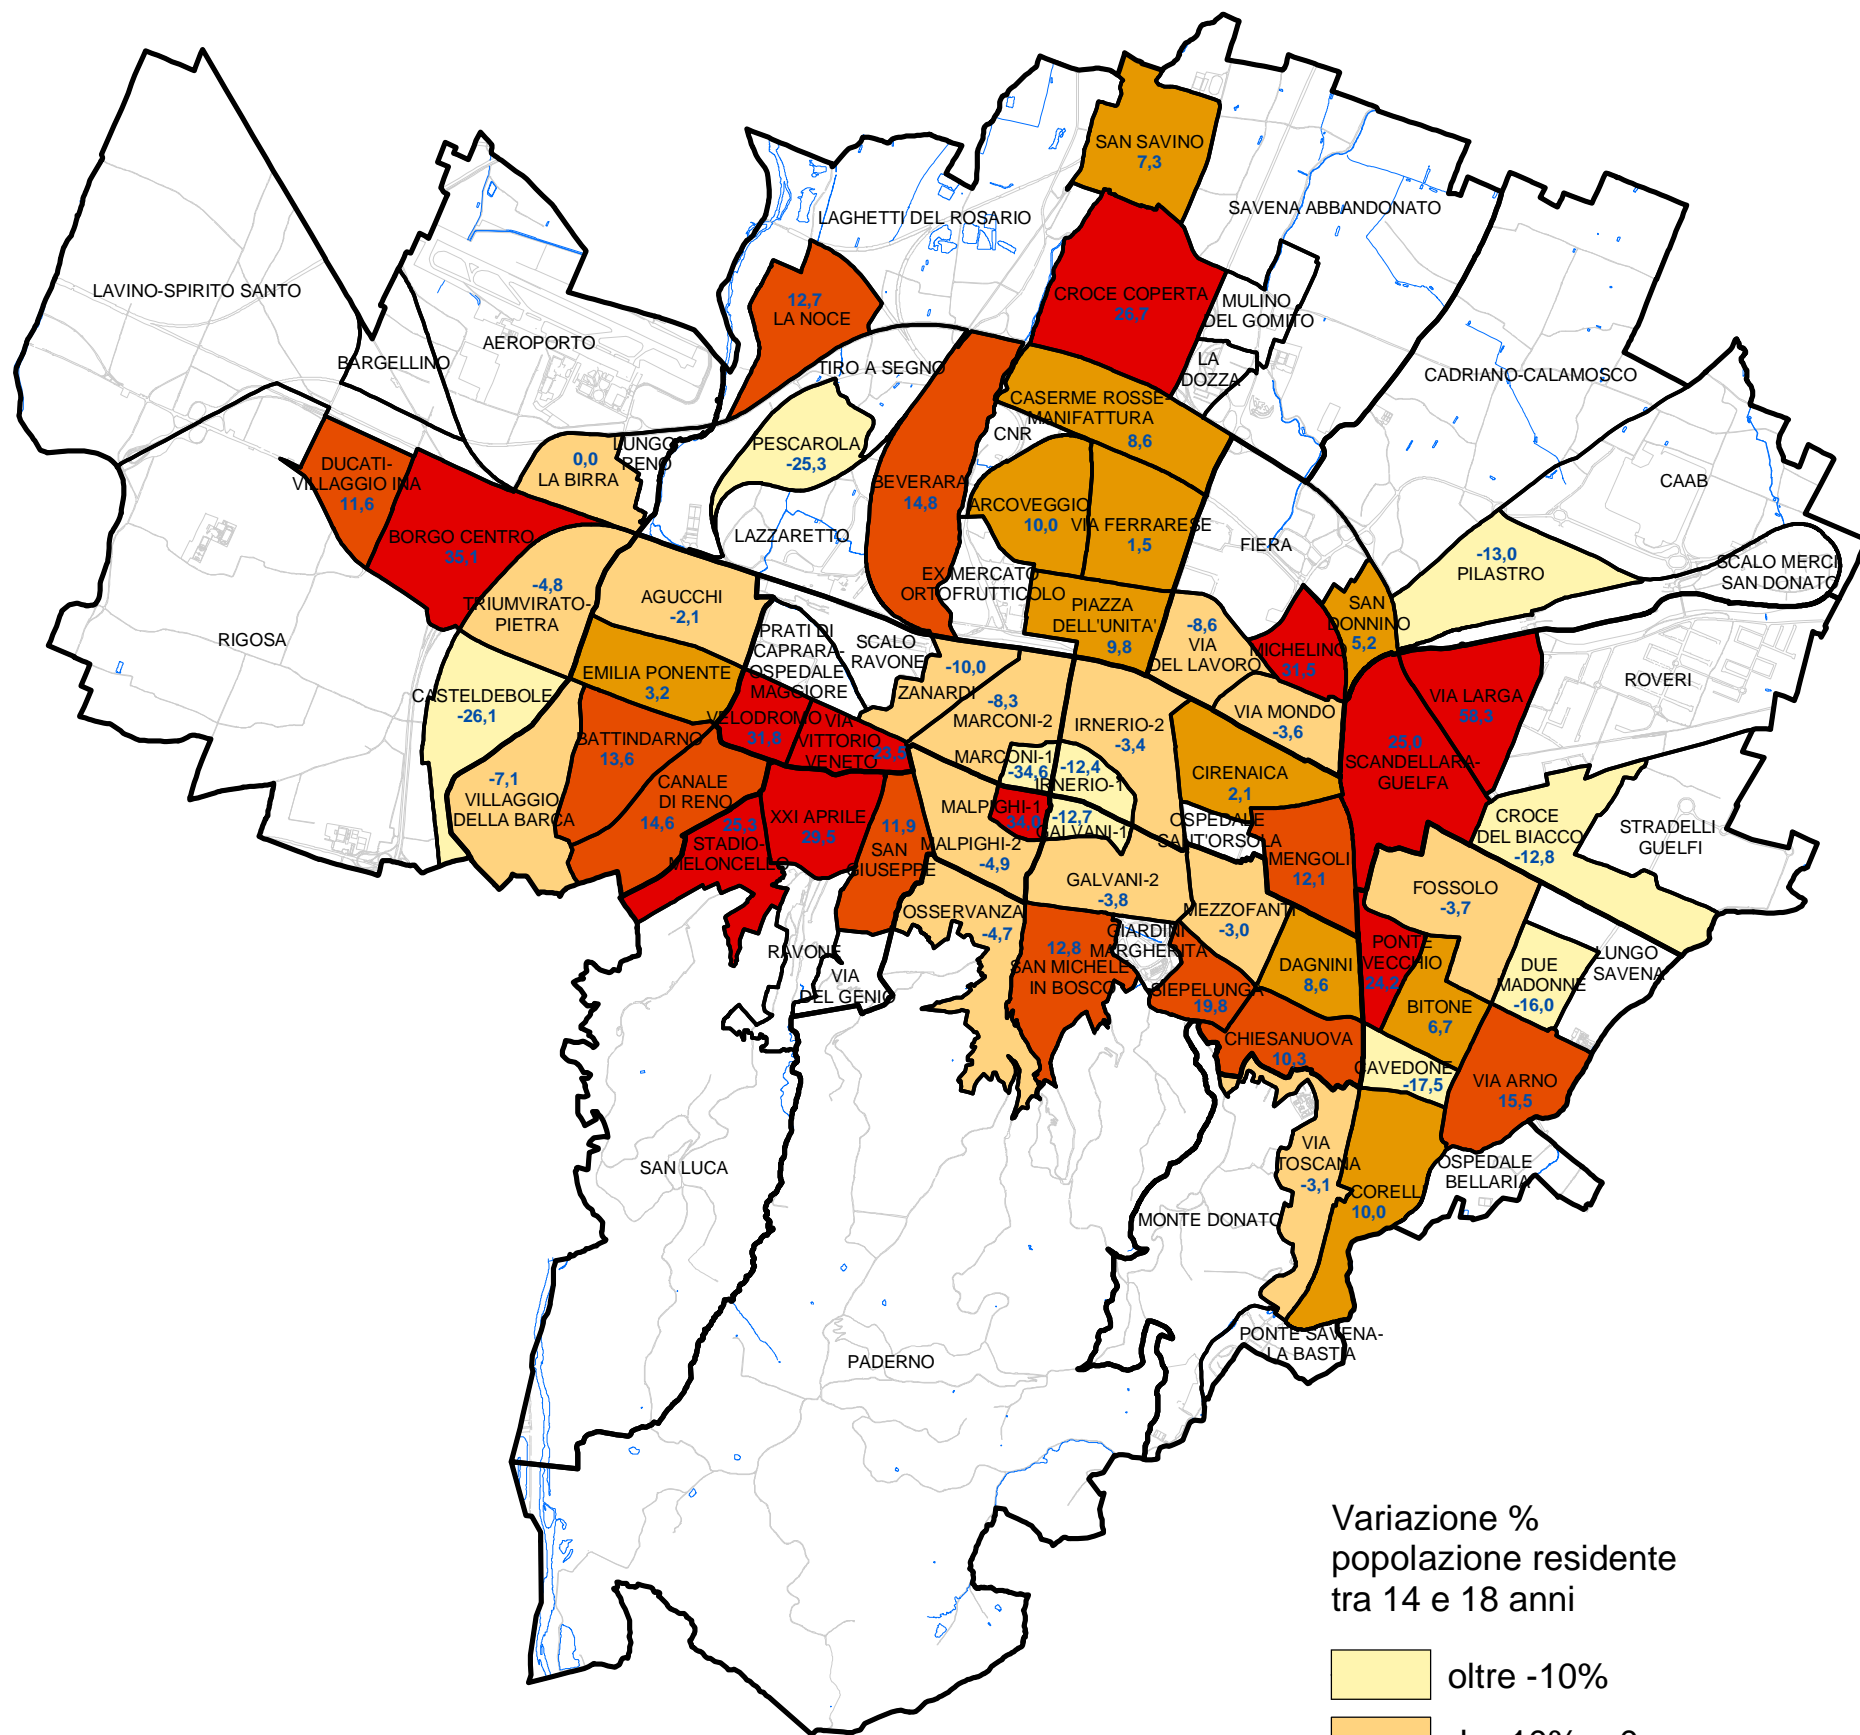 SAN SAVINO
7,3
SAVENA ABBANDONATO
LAGHETTI DEL ROSARIO
LAVINO-SPIRITO SANTO
12,7
LA NOCE
CROCE COPERTA
26,7
MULINO
DEL GOMITO
AEROPORTO
BARGELLINO
TIRO A SEGNO
LA
DOZZA
CADRIANO-CALAMOSCO
CASERME ROSSE-
MANIFATTURA
8,6
CNR
PESCAROLA
-25,3
LUNGO
RENO
0,0
LA BIRRA
DUCATI-
VILLAGGIO INA
11,6
BEVERARA
14,8
ARCOVEGGIO
10,0
VIA FERRARESE
1,5
CAAB
BORGO CENTRO
35,1
LAZZARETTO
FIERA
-13,0
PILASTRO
SCALO MERCI
SAN DONATO
EX MERCATO
ORTOFRUTTICOLO
-4,8
TRIUMVIRATO-
PIETRA
AGUCCHI
-2,1
PIAZZA
DELL'UNITA'
9,8
-8,6
VIA
DEL LAVORO
SAN
DONNINO
5,2
RIGOSA
PRATI DI
CAPRARA-
OSPEDALE
MAGGIORE
SCALO
RAVONE
MICHELINO
31,5
EMILIA PONENTE
3,2
-10,0
ZANARDI
ROVERI
CASTELDEBOLE
-26,1
-8,3
MARCONI-2
VIA LARGA
58,3
VELODROMO
31,8
VIA
VITTORIO
VENETO
23,5
IRNERIO-2
-3,4
VIA MONDO
-3,6
BATTINDARNO
13,6
MARCONI-1
-34,6
-12,4
IRNERIO-1
CIRENAICA
2,1
25,0
SCANDELLARA-
GUELFA
-7,1
VILLAGGIO
DELLA BARCA
CANALE
DI RENO
14,6
XXI APRILE
29,5
MALPIGHI-1
34,0
-12,7
GALVANI-1
OSPEDALE
SANT'ORSOLA
CROCE
DEL BIACCO
-12,8
STRADELLI
GUELFI
25,3
STADIO-
MELONCELLO
11,9
SAN
GIUSEPPE
MALPIGHI-2
-4,9
MENGOLI
12,1
GALVANI-2
-3,8
FOSSOLO
-3,7
OSSERVANZA
-4,7
MEZZOFANTI
-3,0
GIARDINI
MARGHERITA
12,8
SAN MICHELE
IN BOSCO
RAVONE
VIA
DEL GENIO
PONTE
VECCHIO
24,2
DAGNINI
8,6
LUNGO
SAVENA
DUE
MADONNE
-16,0
SIEPELUNGA
19,8
BITONE
6,7
CHIESANUOVA
10,3
CAVEDONE
-17,5
VIA ARNO
15,5
VIA
TOSCANA
-3,1
SAN LUCA
OSPEDALE
BELLARIA
CORELLI
10,0
MONTE DONATO
PONTE SAVENA-
LA BASTIA
PADERNO
Variazione %
popolazione residente
tra 14 e 18 anni
oltre -10%